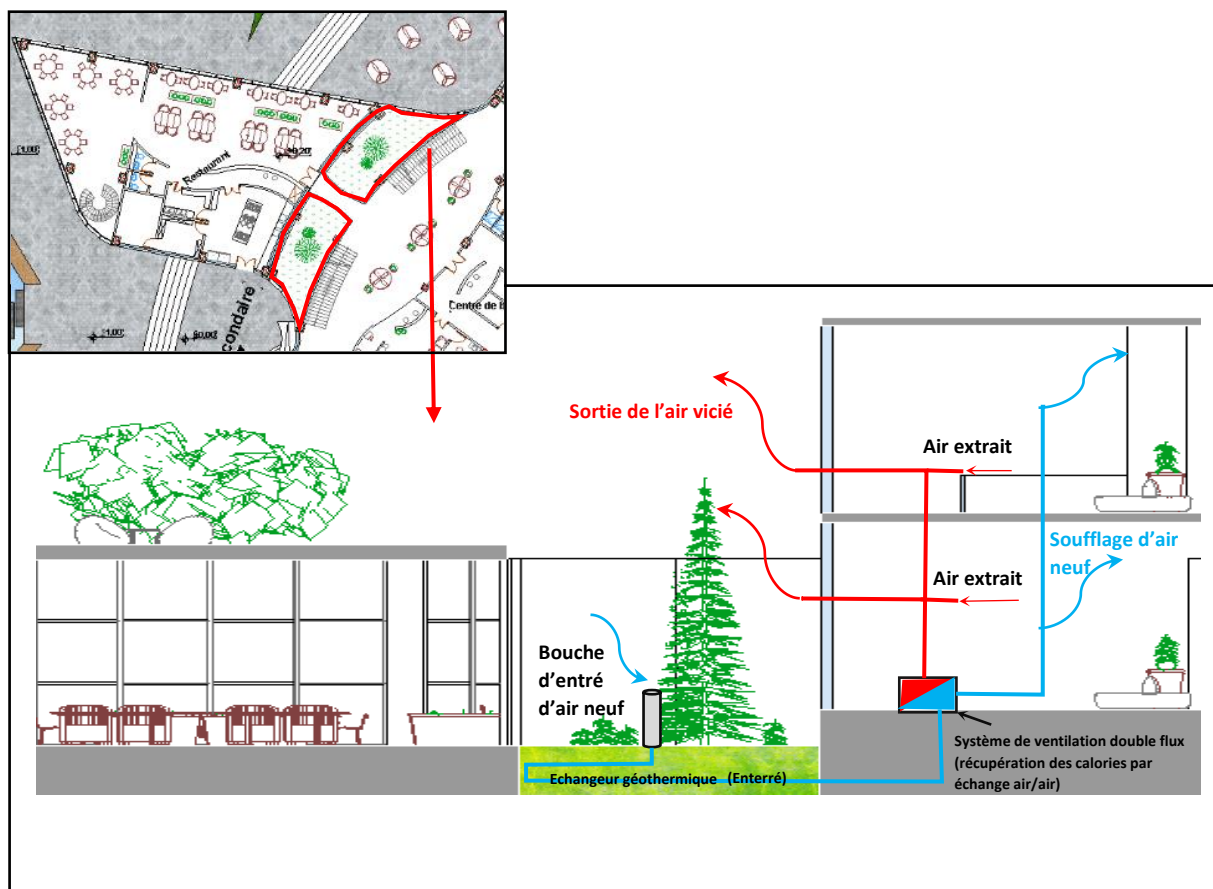 Restaurant
condaire
Centre de b
Sortie de l'air vicié
Air extrait
Soufflage d'air
neuf
Air extrait
Bouche
d'entré
d'air neuf
Echangeur géothermique (Enterré)
Système de ventilation double flux
(récupération des calories par
échange air/air)